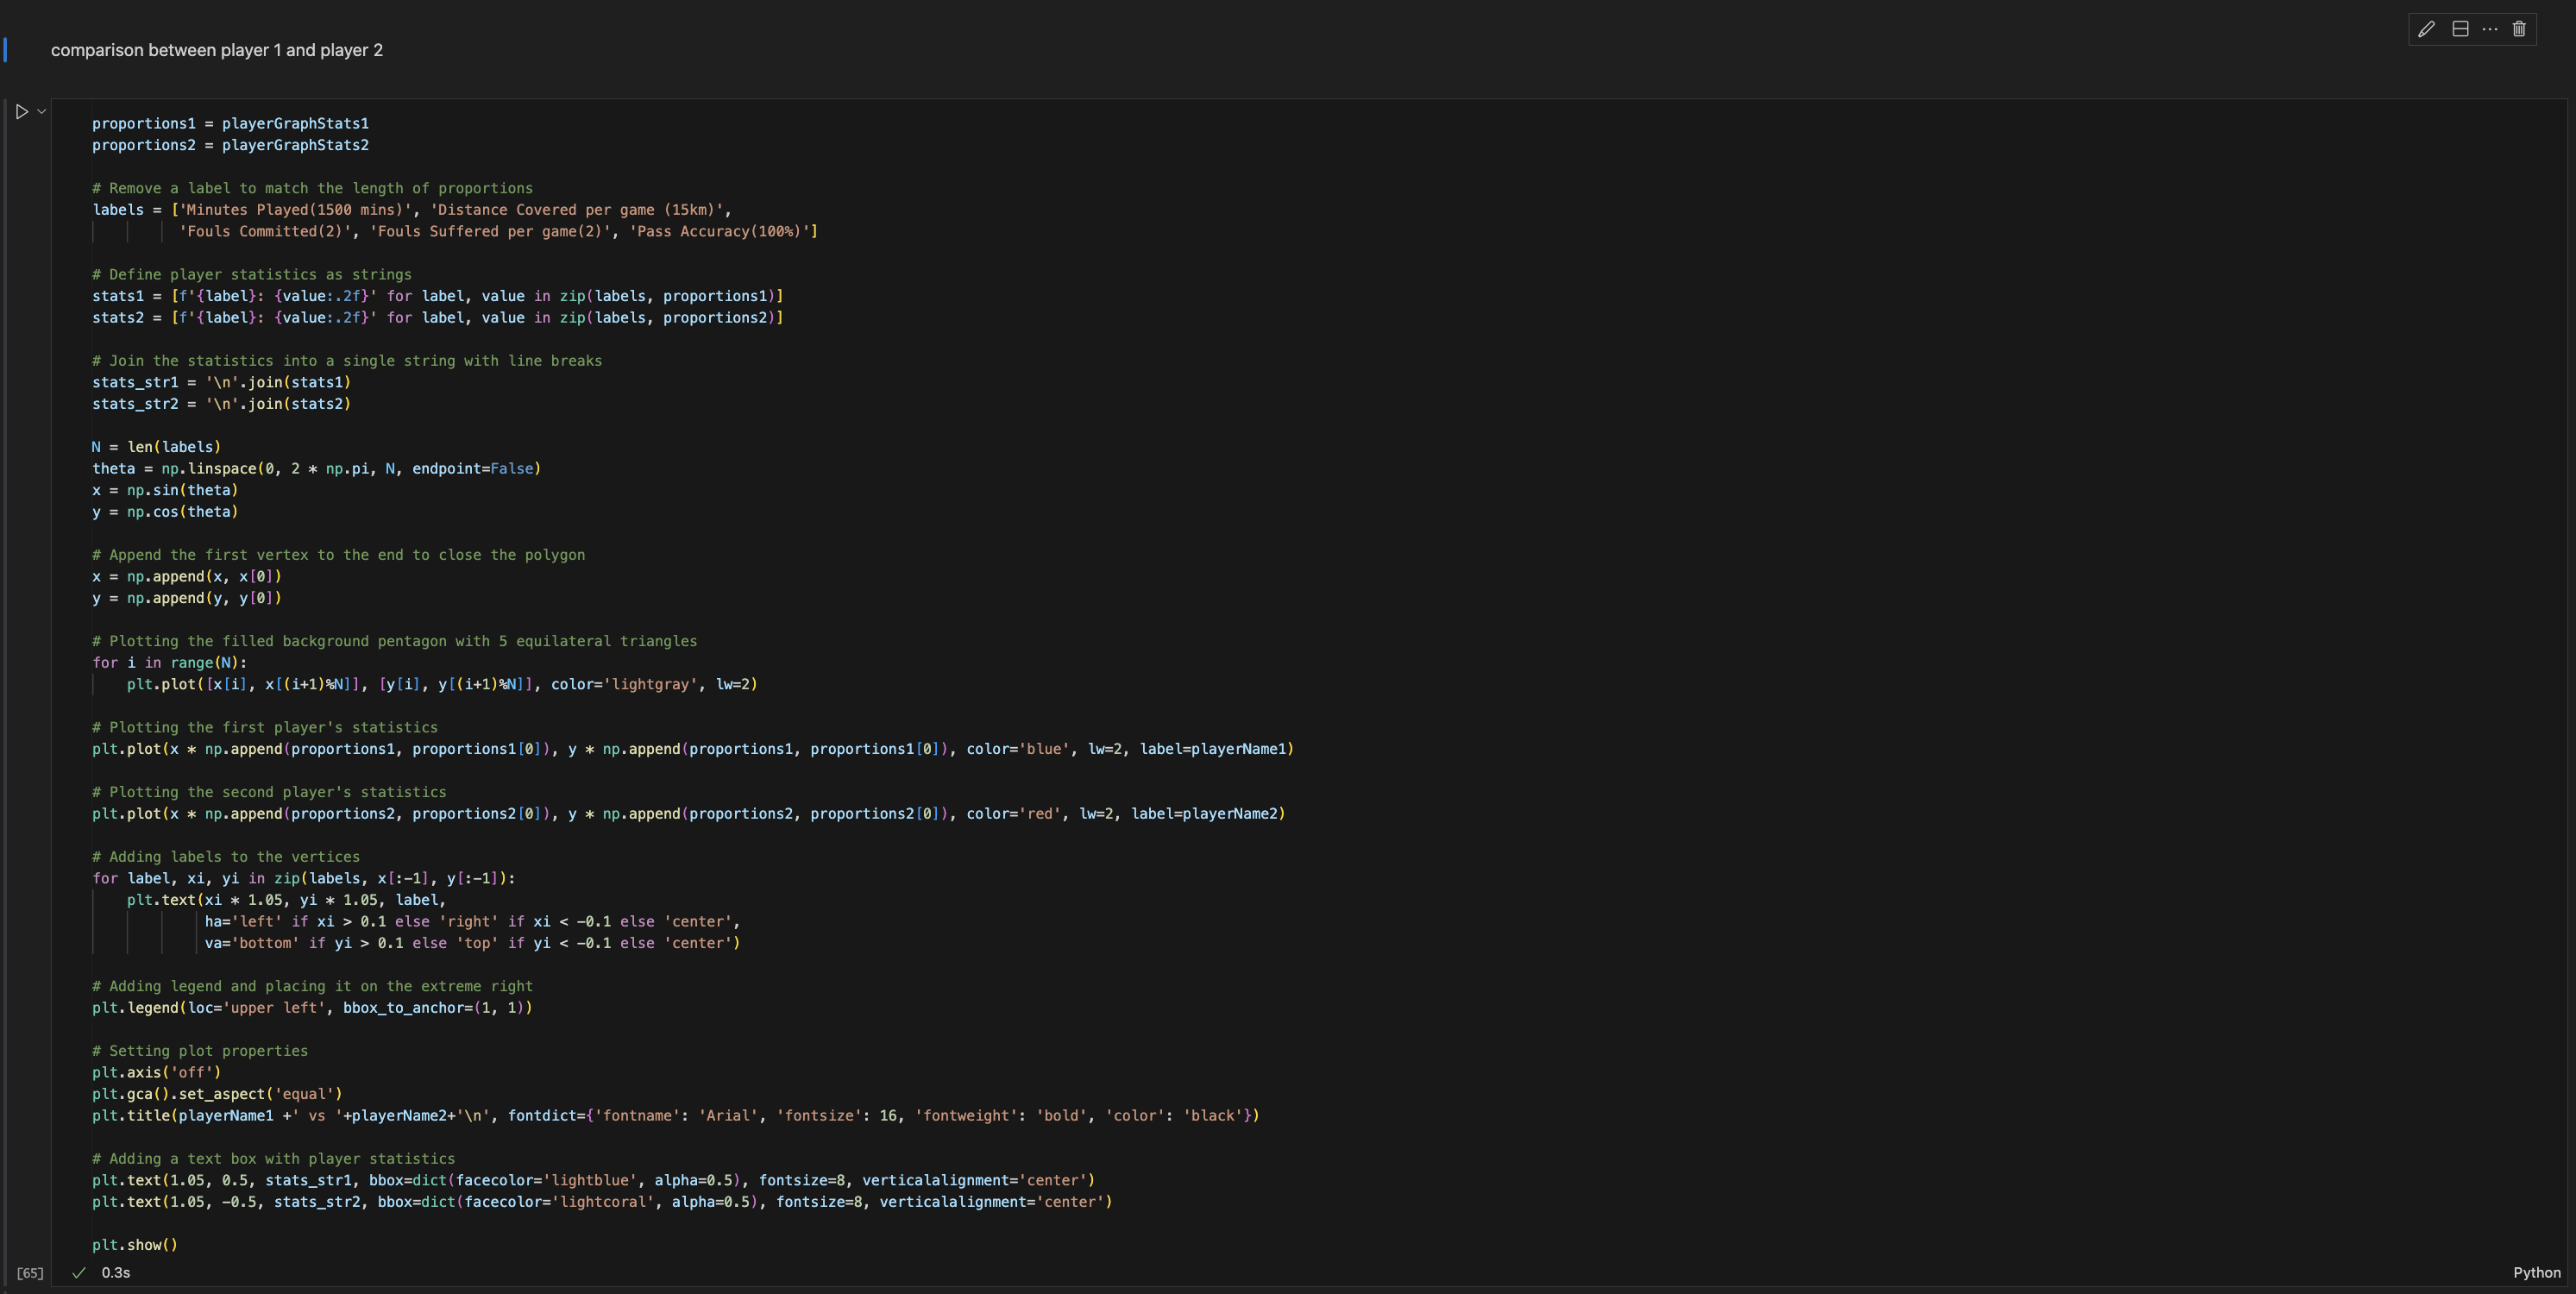 comparison between player 1 and player 2
proportions1 = playerGraphStats1
proportions2 = playerGraphStats2
# Remove a label to match the length of proportions
labels = ['Minutes Played(1500 mins)', 'Distance Covered per game (15km)',
'Fouls Committed(2)', 'Fouls Suffered per game(2)', 'Pass Accuracy(100%)']
# Define player statistics as strings
stats1 = [f'{label}: {value:.2f}' for label, value in zip(labels, proportions1)]
stats2 = [f'{label}: {value:.2f}' for label, value in zip(labels, proportions2)]
# Join the statistics into a single string with line breaks
stats_str1 = '\n'.join(stats1)
stats_str2 = '\n'.join(stats2)
N = len(labels)
theta = np.linspace(0, 2 * np.pi, N, endpoint=False)
x = np.sin(theta)
y = np.cos(theta)
# Append the first vertex to the end to close the polygon
x = np.append(x, x[0])
y = np.append(y, y[0])
# Plotting the filled background pentagon with 5 equilateral triangles
for i in range(N):
plt.plot([x[i], x[(i+1)%N]], [y[i], y[(i+1)%N]], color='lightgray', lw=2)
# Plotting the first player's statistics
plt.plot(x * np.append(proportions1, proportions1[0]), y * np.append(proportions1, proportions1[0]), color='blue', lw=2, label=playerName1)
# Plotting the second player's statistics
plt.plot(x * np.append(proportions2, proportions2[0]), y * np.append(proportions2, proportions2[0]), color='red', lw=2, label=playerName2)
# Adding labels to the vertices
for label, xi, yi in zip(labels, x[:-1], y[:-1]):
plt.text(xi * 1.05, yi * 1.05, label,
ha='left' if xi > 0.1 else 'right' if xi < -0.1 else 'center',
va='bottom' if yi > 0.1 else 'top' if yi < -0.1 else 'center')
# Adding legend and placing it on the extreme right
plt.legend(loc='upper left', bbox_to_anchor=(1, 1))
# Setting plot properties
plt.axis('off')
plt.gca().set_aspect('equal')
plt.title(playerName1 +' vs '+playerName2+'\n', fontdict={'fontname': 'Arial', 'fontsize': 16, 'fontweight': 'bold', 'color': 'black'})
# Adding a text box with player statistics
plt.text(1.05, 0.5, stats_str1, bbox=dict(facecolor='lightblue', alpha=0.5), fontsize=8, verticalalignment='center')
plt.text(1.05, -0.5, stats_str2, bbox=dict(facecolor='lightcoral', alpha=0.5), fontsize=8, verticalalignment='center')
plt.show()
[65] 0.3s Python